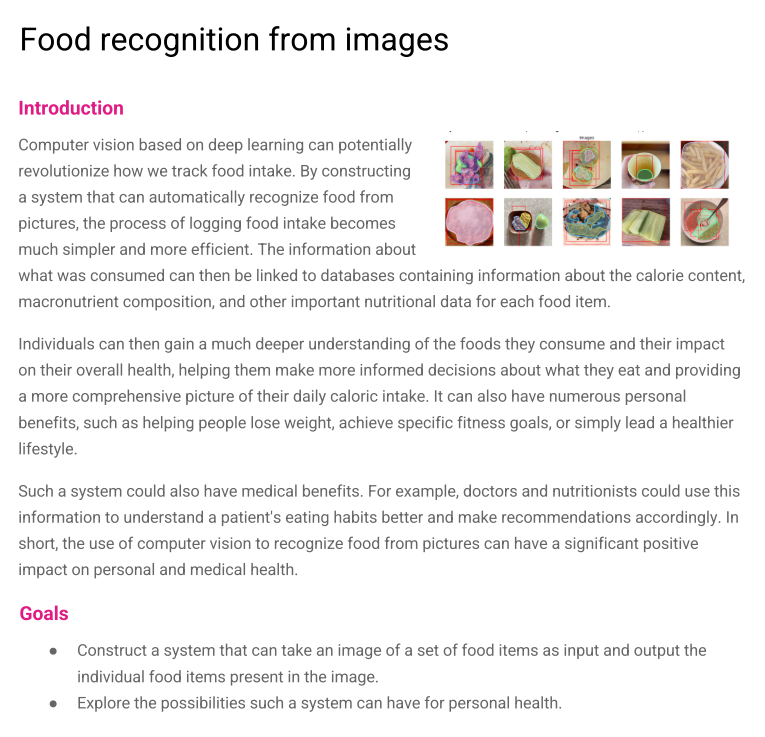 Food recognition from images
Introduction
Computer vision based on deep learning can potentially
revolutionize how we track food intake. By constructing
a system that can automatically recognize food from
pictures, the process of logging food intake becomes
much simpler and more efficient. The information about
what was consumed can then be linked to databases containing information about the calorie content,
macronutrient composition, and other important nutritional data for each food item.
Images
Individuals can then gain a much deeper understanding of the foods they consume and their impact
on their overall health, helping them make more informed decisions about what they eat and providing
a more comprehensive picture of their daily caloric intake. It can also have numerous personal
benefits, such as helping people lose weight, achieve specific fitness goals, or simply lead a healthier
lifestyle.
Such a system could also have medical benefits. For example, doctors and nutritionists could use this
information to understand a patient's eating habits better and make recommendations accordingly. In
short, the use of computer vision to recognize food from pictures can have a significant positive
impact on personal and medical health.
Goals
● Construct a system that can take an image of a set of food items as input and output the
individual food items present in the image.
● Explore the possibilities such a system can have for personal health.